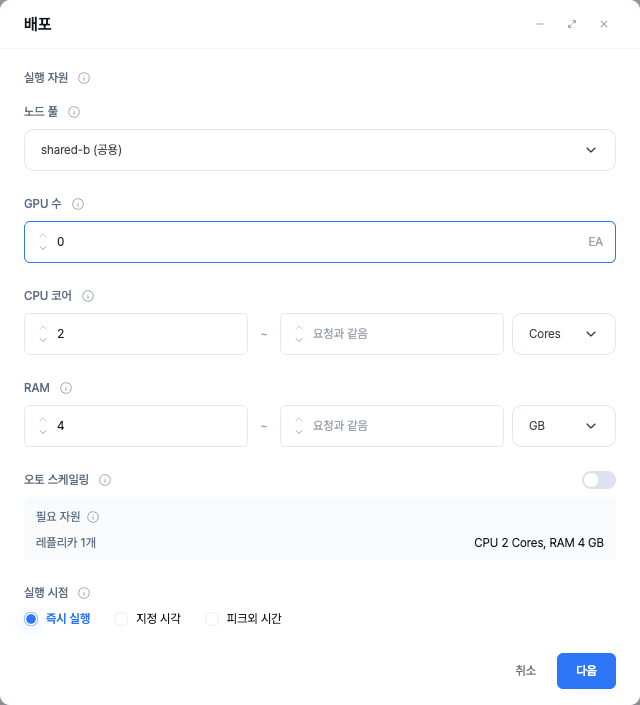 배포
실행 자원
노드 풀
shared-b (공용)
GPU 수
0 EA
CPU 코어
2 ~ 요청과 같음 Cores
RAM
4 ~ 요청과 같음 GB
오토 스케일링
필요 자원
레플리카 1개 CPU 2 Cores, RAM 4 GB
실행 시점
즉시 실행 지정 시각 피크외 시간
취소 다음